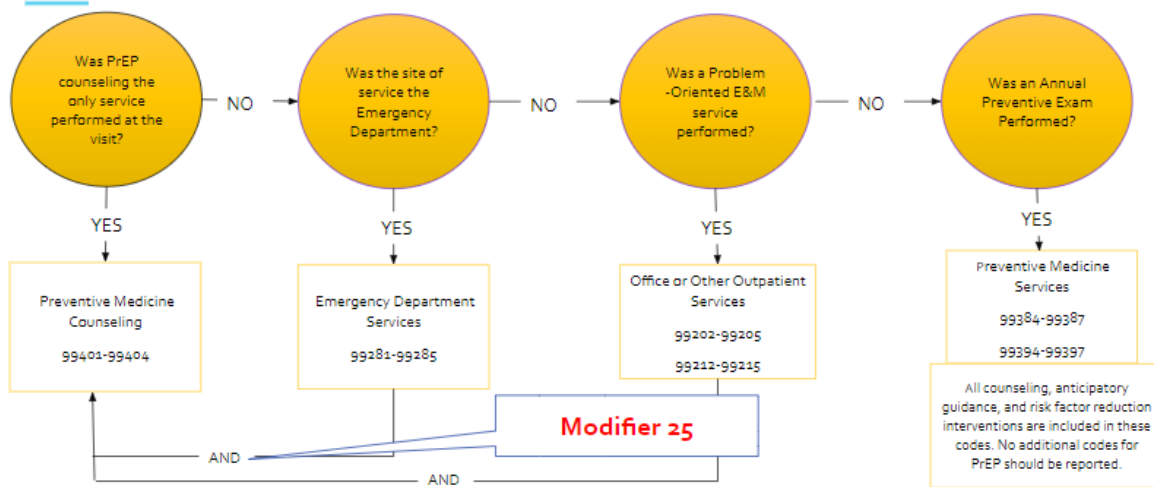 Was PrEP
counseling the
only service
performed at the
visit?
NO
Was the site of
service the
Emergency
Department?
NO
Was a Problem
-Oriented E&M
service
performed?
NO
Was an Annual
Preventive Exam
Performed?
YES
YES
YES
YES
Preventive Medicine
Counseling
99401-99404
Emergency Department
Services
99281-99285
Office or Other Outpatient
Services
99202-99205
99212-99215
Preventive Medicine
Services
99384-99387
99394-99397
All counseling, anticipatory
guidance, and risk factor reduction
interventions are included in these
codes. No additional codes for
PrEP should be reported.
Modifier 25
AND
AND